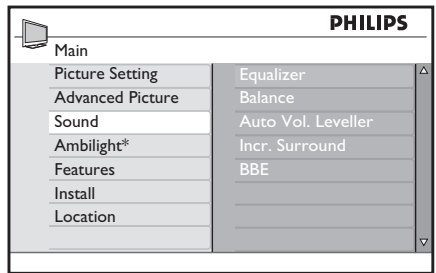 PHILIPS
Main
Picture Setting
Advanced Picture
Sound
Ambilight*
Features
Install
Location
Equalizer
Balance
Auto Vol. Leveller
Incr. Surround
BBE